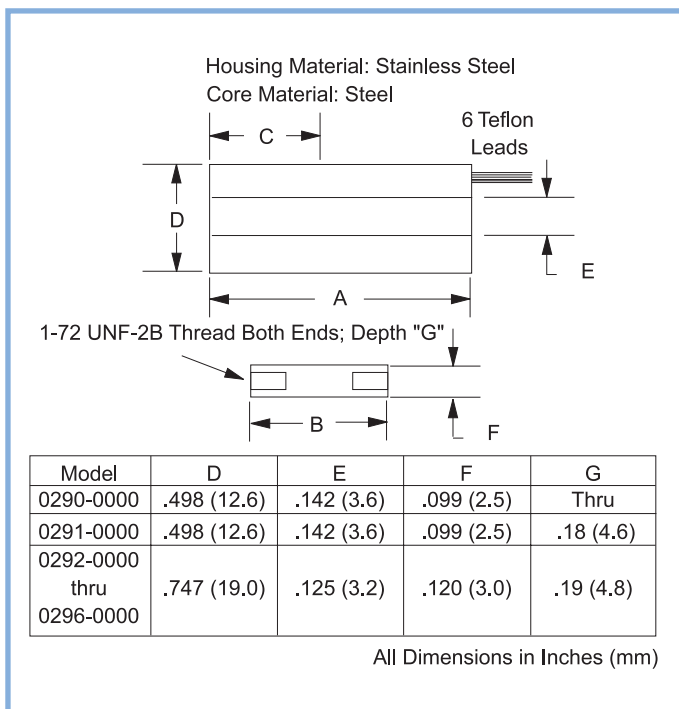 Housing Material: Stainless Steel
Core Material: Steel
6 Teflon
Leads
C
D
E
A
1-72 UNF-2B Thread Both Ends; Depth "G"
B
F
Model D E F G
0290-0000 .498 (12.6) .142 (3.6) .099 (2.5) Thru
0291-0000 .498 (12.6) .142 (3.6) .099 (2.5) .18 (4.6)
0292-0000
thru .747 (19.0) .125 (3.2) .120 (3.0) .19 (4.8)
0296-0000
All Dimensions in Inches (mm)